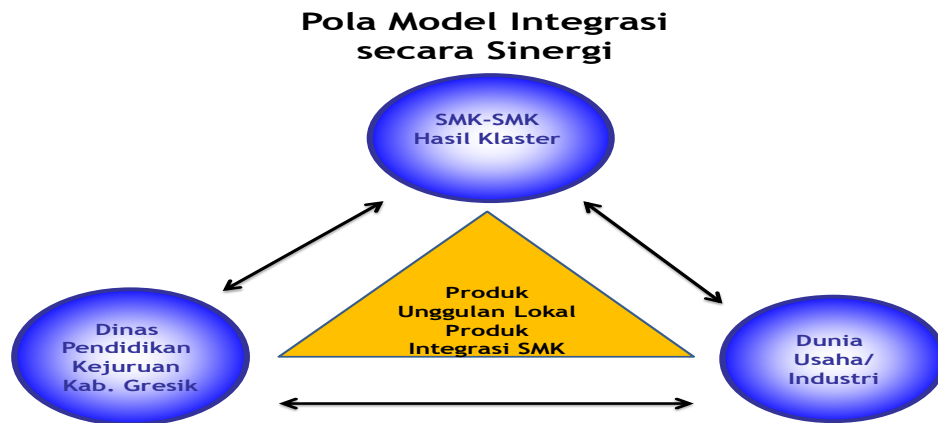 Pola Model Integrasi
secara Sinergi
SMK-SMK
Hasil Klaster
Produk
Unggulan Lokal
Produk
Integrasi SMK
Dinas
Pendidikan
Kejuruan
Kab. Gresik
Dunia
Usaha/
Industri